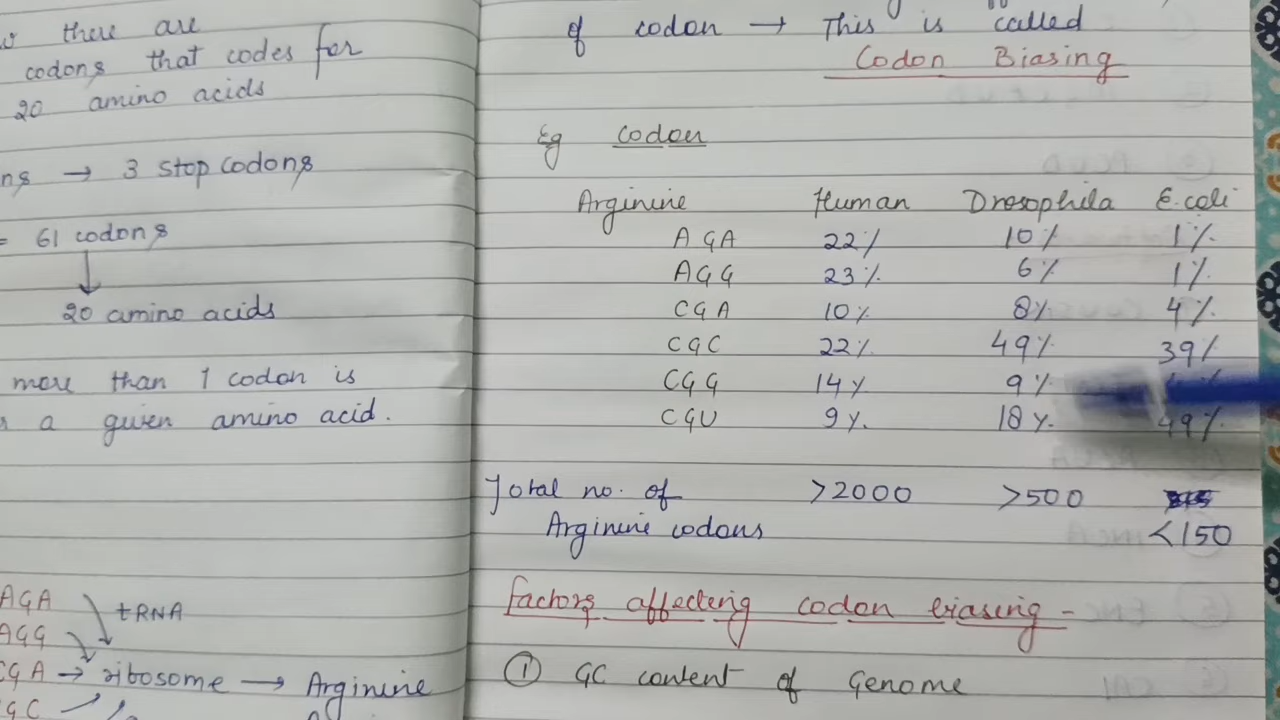 there are
codons that codes for
20 amino acids
→ 3 stop codons
= 61 codons
20 amino acids
more than 1 codon is
a given amino acid.
AGA
AGG tRNA
CGA → ribosome → Arginine
CGC
of codon → This is called
Codon Biasing
Eg codon
Arginine Human Drosophila E.coli
AGA 22% 10% 1%
AGG 23% 6% 1%
CGA 10% 8% 4%
CGC 22% 49% 39%
CGG 14% 9%
CGU 9% 18% 49%
Total no. of >2000 >500
Arginine codons <150
Factors affecting codon biasing -
① GC content of Genome